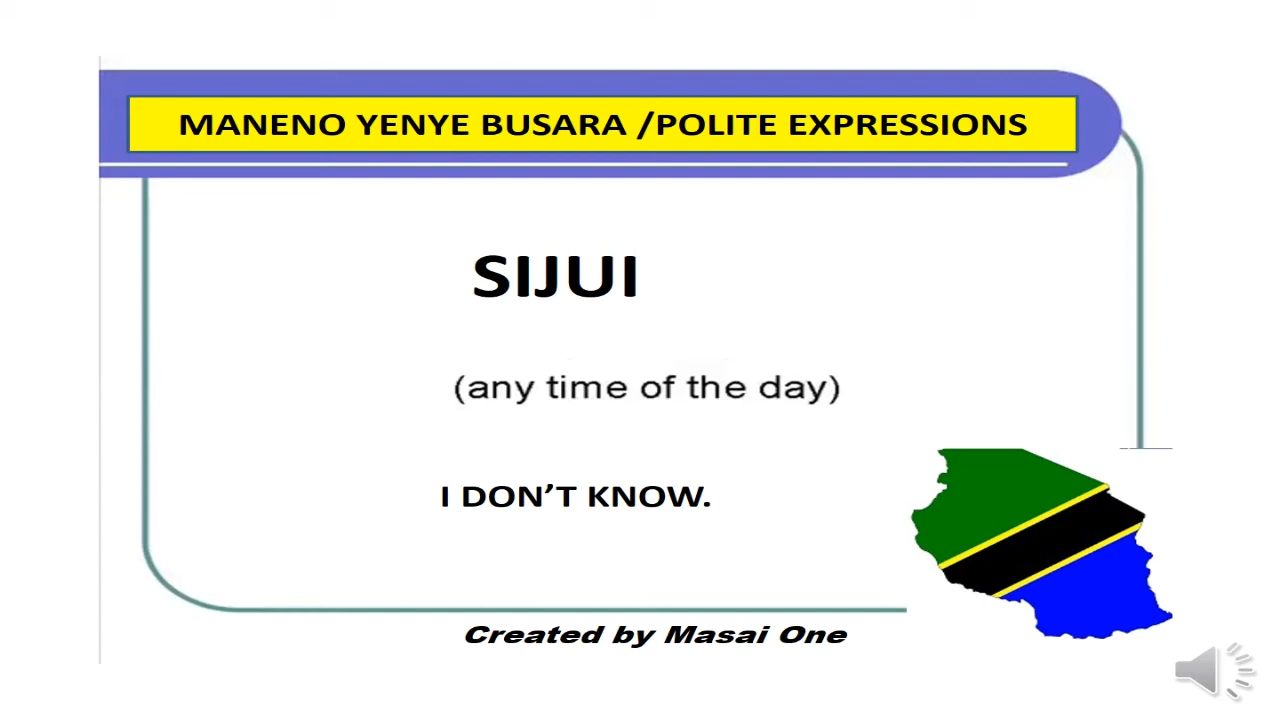 MANENO YENYE BUSARA /POLITE EXPRESSIONS
SIJUI
(any time of the day)
I DON’T KNOW.
Created by Masai One